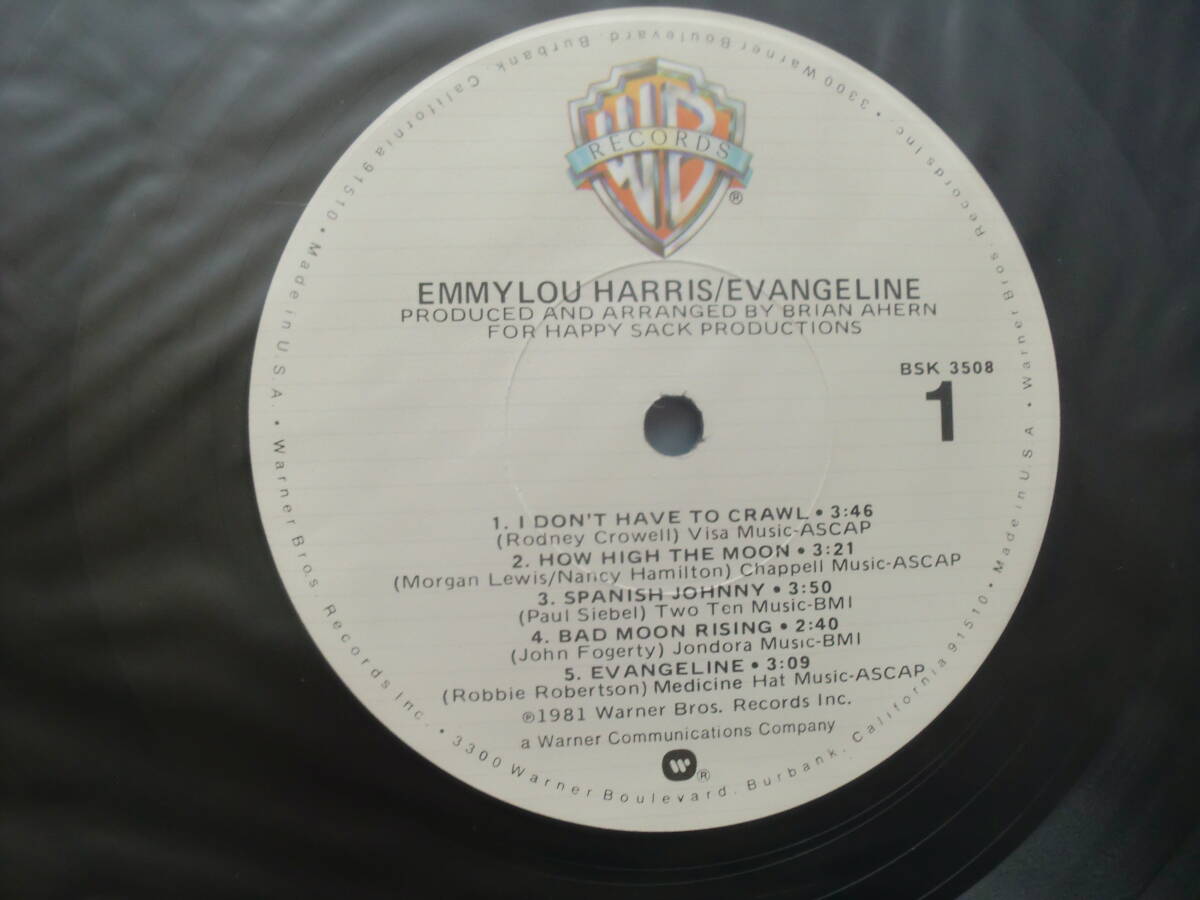 WB
RECORDS
®
EMMYLOU HARRIS/EVANGELINE
PRODUCED AND ARRANGED BY BRIAN AHERN
FOR HAPPY SACK PRODUCTIONS
BSK 3508
1
1. I DON'T HAVE TO CRAWL • 3:46
(Rodney Crowell) Visa Music-ASCAP
2. HOW HIGH THE MOON • 3:21
(Morgan Lewis/Nancy Hamilton) Chappell Music-ASCAP
3. SPANISH JOHNNY • 3:50
(Paul Siebel) Two Ten Music-BMI
4. BAD MOON RISING • 2:40
(John Fogerty) Jondora Music-BMI
5. EVANGELINE • 3:09
(Robbie Robertson) Medicine Hat Music-ASCAP
℗1981 Warner Bros. Records Inc.
a Warner Communications Company
®
Warner Bros. Records Inc. • 3300 Warner Boulevard, Burbank, California 91510 • Made in U.S.A • Warner Bros. Records Inc. • 3300 Warner Boulevard, Burbank, California 91510 • Made in U.S.A. •